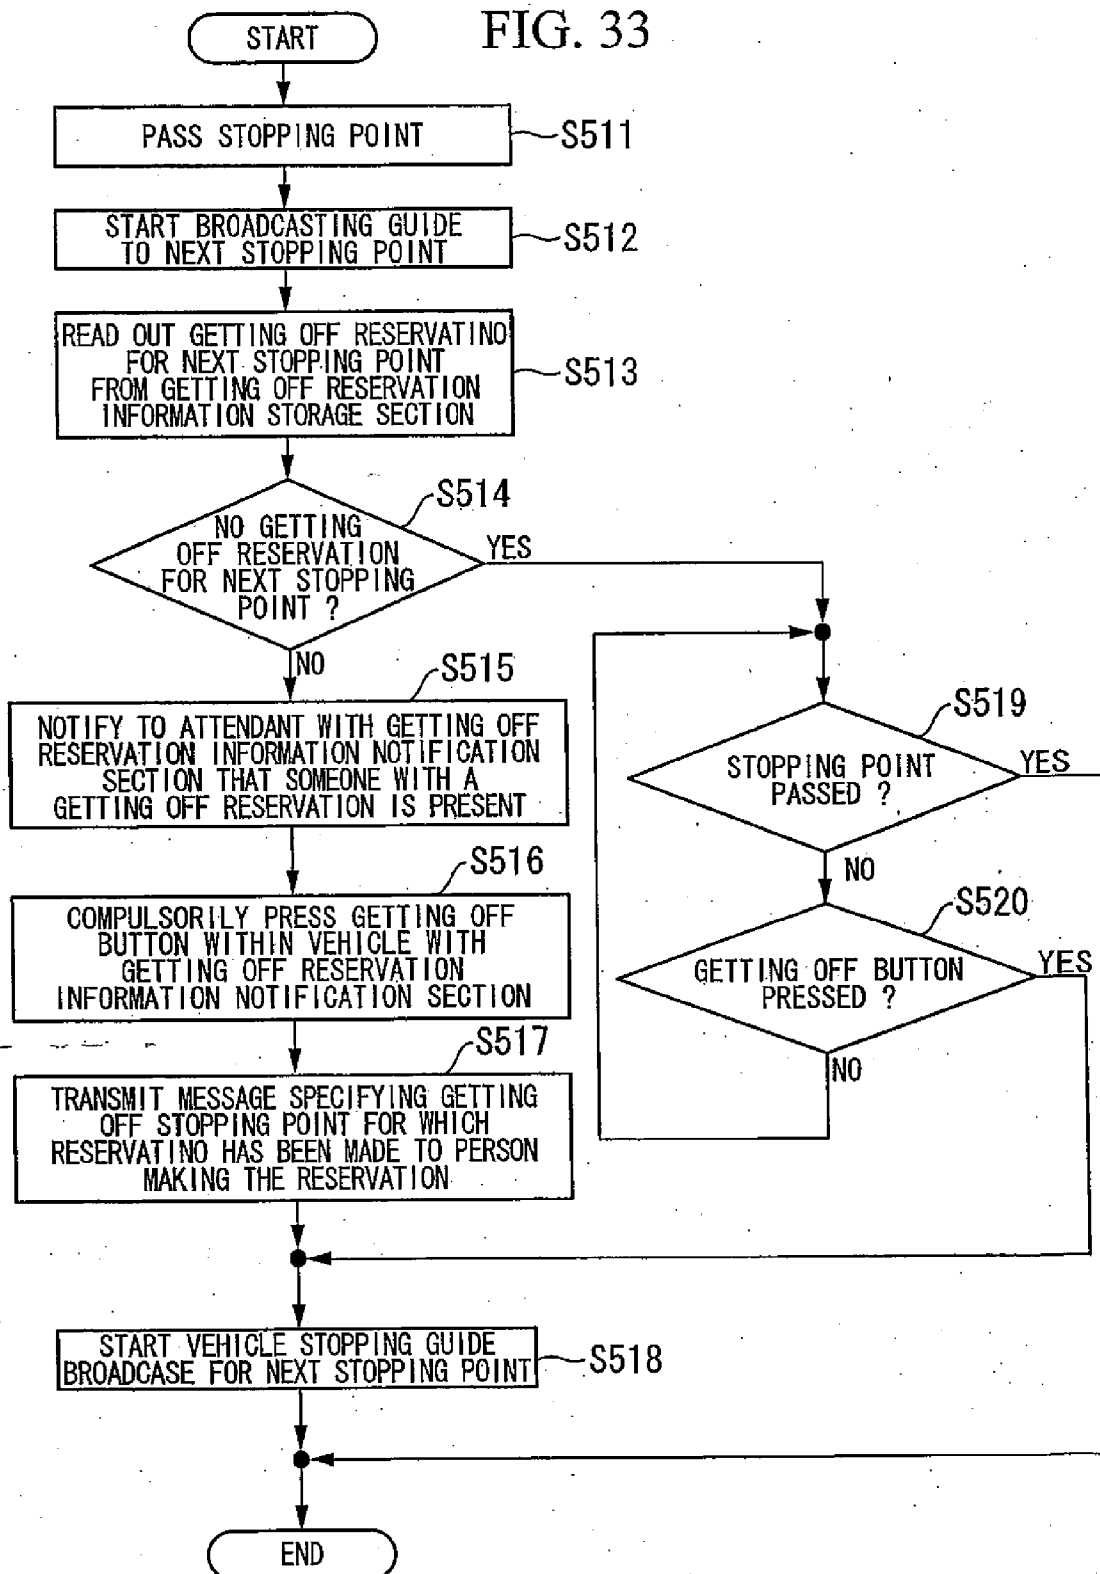 FIG. 33
START
PASS STOPPING POINT
S511
START BROADCASTING GUIDE
TO NEXT STOPPING POINT
S512
READ OUT GETTING OFF RESERVATINO
FOR NEXT STOPPING POINT
FROM GETTING OFF RESERVATION
INFORMATION STORAGE SECTION
S513
S514
NO GETTING
OFF RESERVATION
FOR NEXT STOPPING
POINT ?
YES
NO
S515
NOTIFY TO ATTENDANT WITH GETTING OFF
RESERVATION INFORMATION NOTIFICATION
SECTION THAT SOMEONE WITH A
GETTING OFF RESERVATION IS PRESENT
S516
COMPULSORILY PRESS GETTING OFF
BUTTON WITHIN VEHICLE WITH
GETTING OFF RESERVATION
INFORMATION NOTIFICATION SECTION
S517
TRANSMIT MESSAGE SPECIFYING GETTING
OFF STOPPING POINT FOR WHICH
RESERVATINO HAS BEEN MADE TO PERSON
MAKING THE RESERVATION
S519
STOPPING POINT
PASSED ?
YES
NO
S520
GETTING OFF BUTTON
PRESSED ?
YES
NO
START VEHICLE STOPPING GUIDE
BROADCASE FOR NEXT STOPPING POINT
S518
END